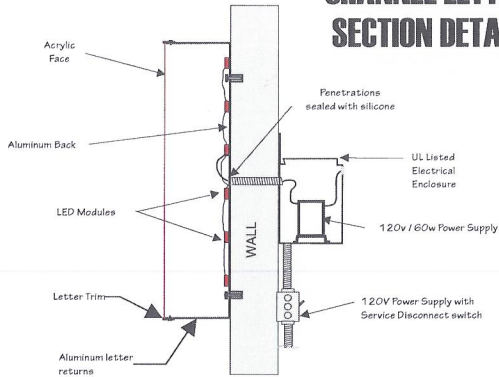 SECTION DETA
Acrylic
Face
Penetrations
sealed with silicone
Aluminum Back
UL Listed
Electrical
Enclosure
LED Modules
120v / 60w Power Supply
WALL
Letter Trim
120V Power Supply with
Service Disconnect switch
Aluminum letter
returns